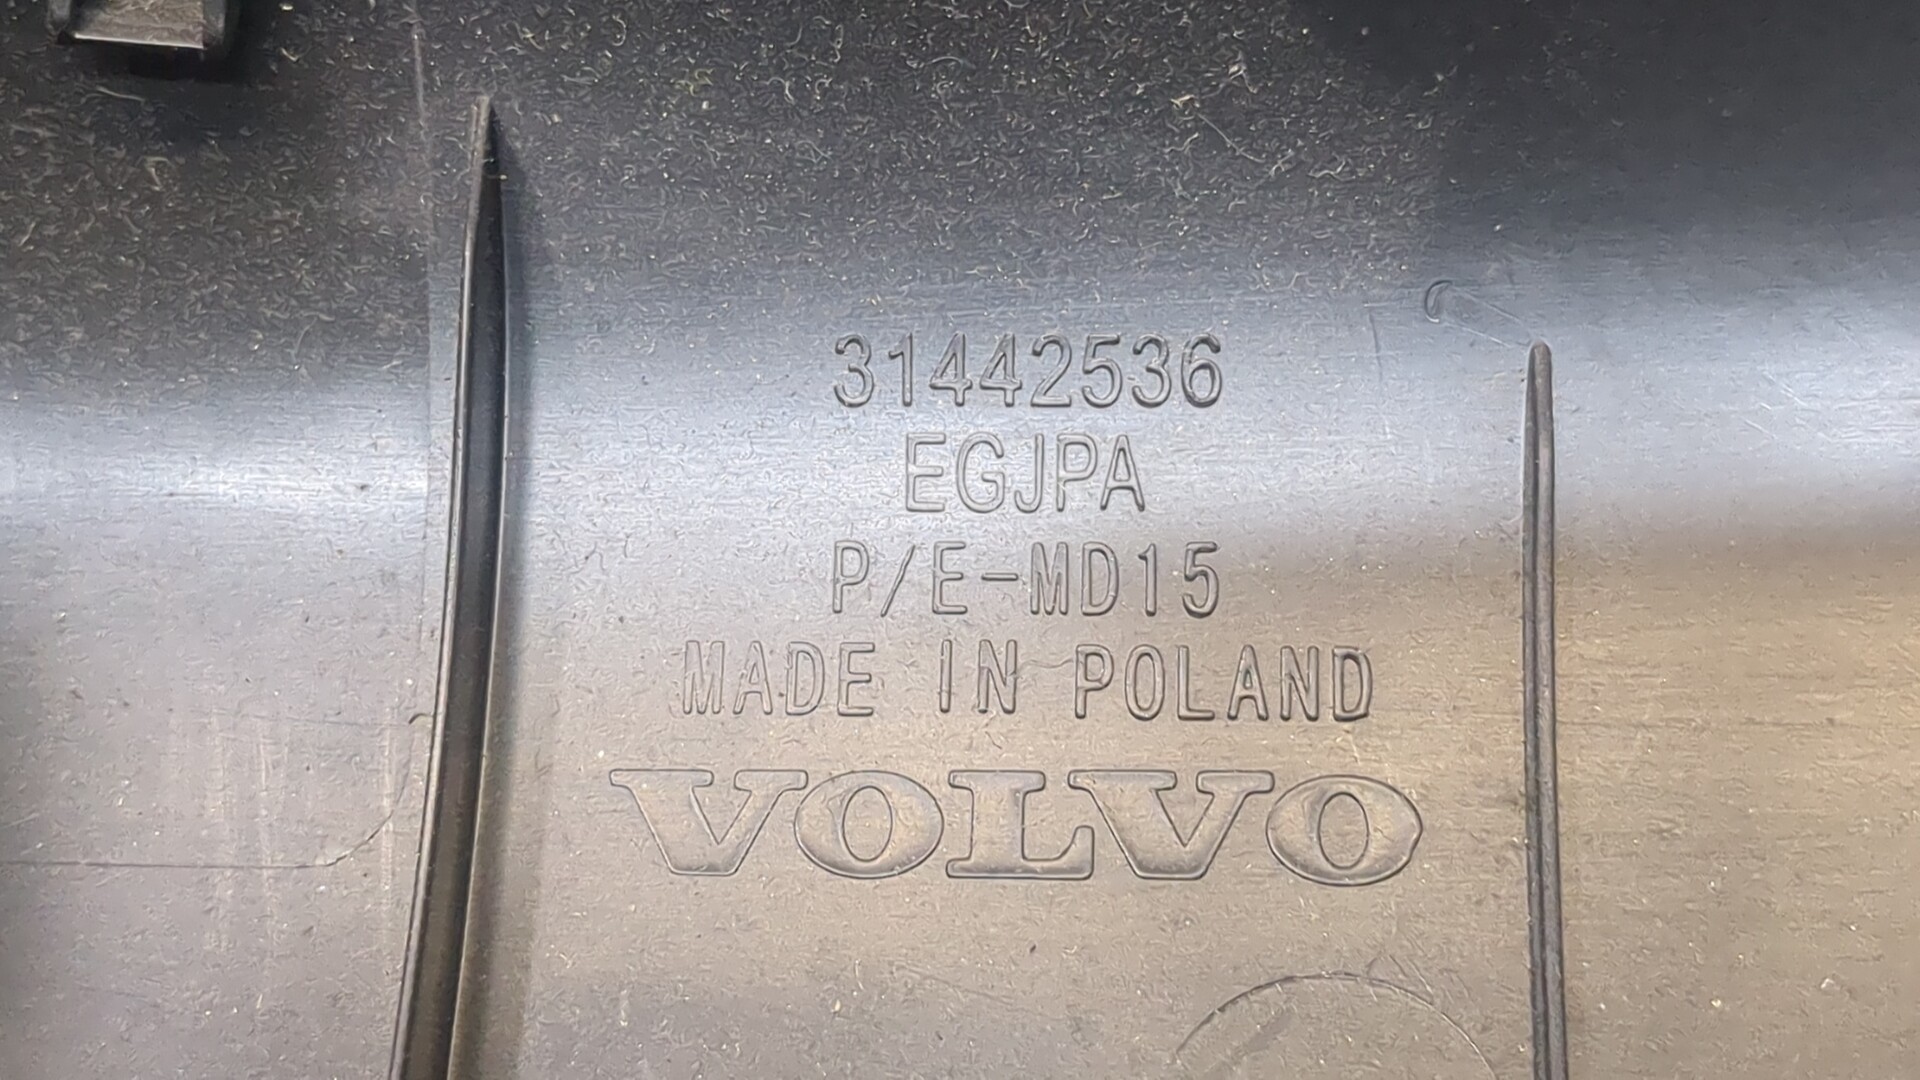 31442536
EGJPA
P/E-MD15
MADE IN POLAND
VOLVO